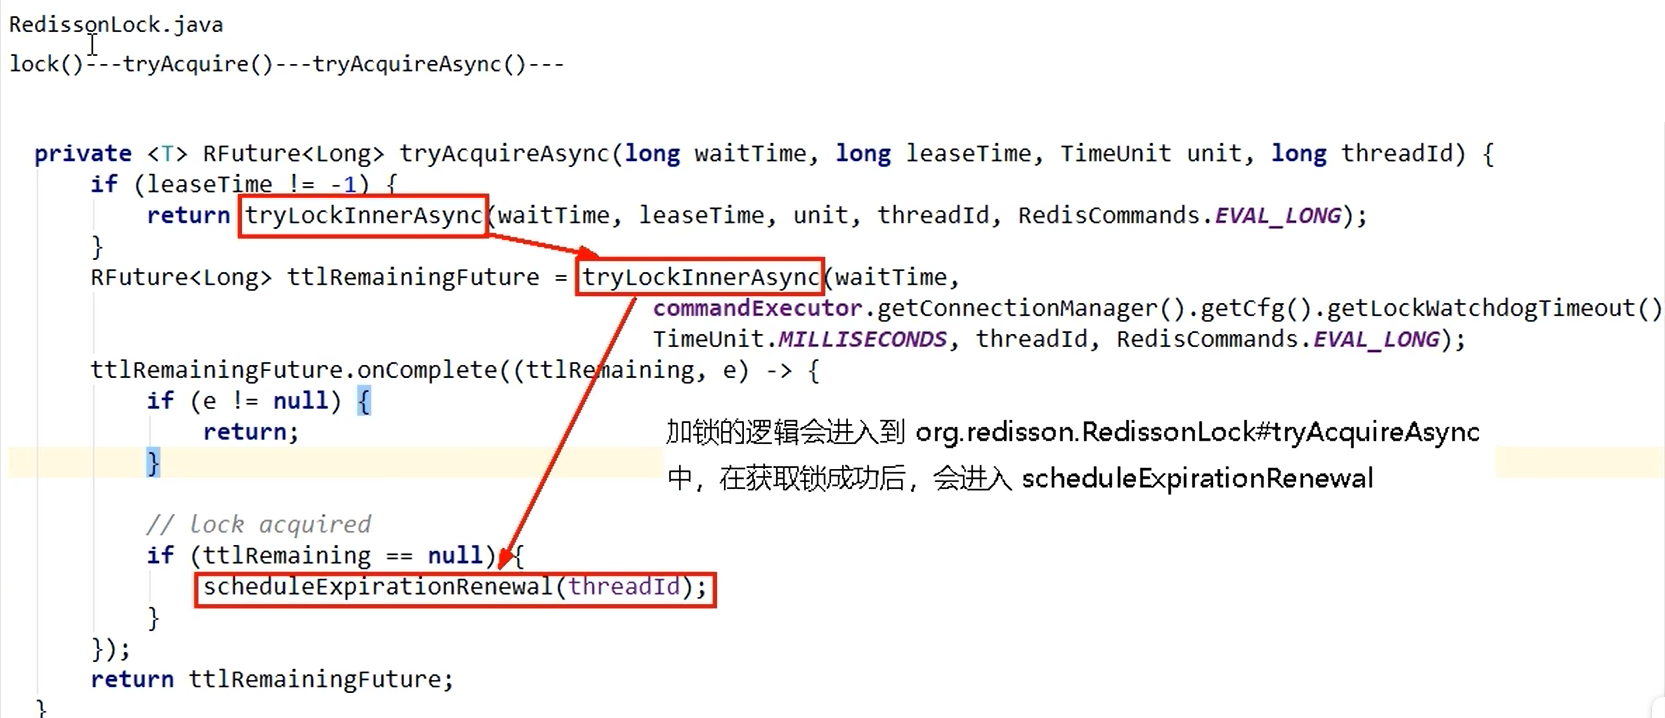 RedissonLock.java
lock()---tryAcquire()---tryAcquireAsync()---
private <T> RFuture<Long> tryAcquireAsync(long waitTime, long leaseTime, TimeUnit unit, long threadId) {
if (leaseTime != -1) {
return tryLockInnerAsync(waitTime, leaseTime, unit, threadId, RedisCommands.EVAL_LONG);
}
RFuture<Long> ttlRemainingFuture = tryLockInnerAsync(waitTime,
commandExecutor.getConnectionManager().getCfg().getLockWatchdogTimeout()
TimeUnit.MILLISECONDS, threadId, RedisCommands.EVAL_LONG);
ttlRemainingFuture.onComplete((ttlRemaining, e) -> {
if (e != null) {
return;
}
加锁的逻辑会进入到 org.redisson.RedissonLock#tryAcquireAsync
中，在获取锁成功后，会进入 scheduleExpirationRenewal
// lock acquired
if (ttlRemaining == null) {
scheduleExpirationRenewal(threadId);
}
});
return ttlRemainingFuture;
}